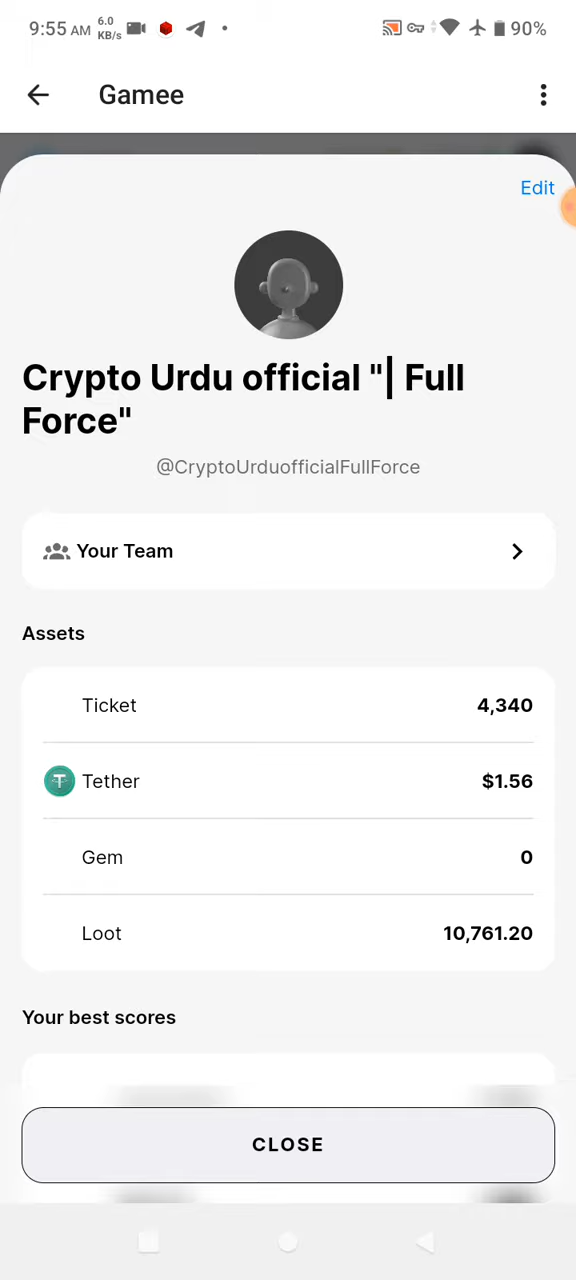 9:55 AM 6.0 KB/s 90%
Gamee
Edit
Crypto Urdu official "| Full
Force"
@CryptoUrduofficialFullForce
Your Team
Assets
Ticket 4,340
Tether $1.56
Gem 0
Loot 10,761.20
Your best scores
CLOSE